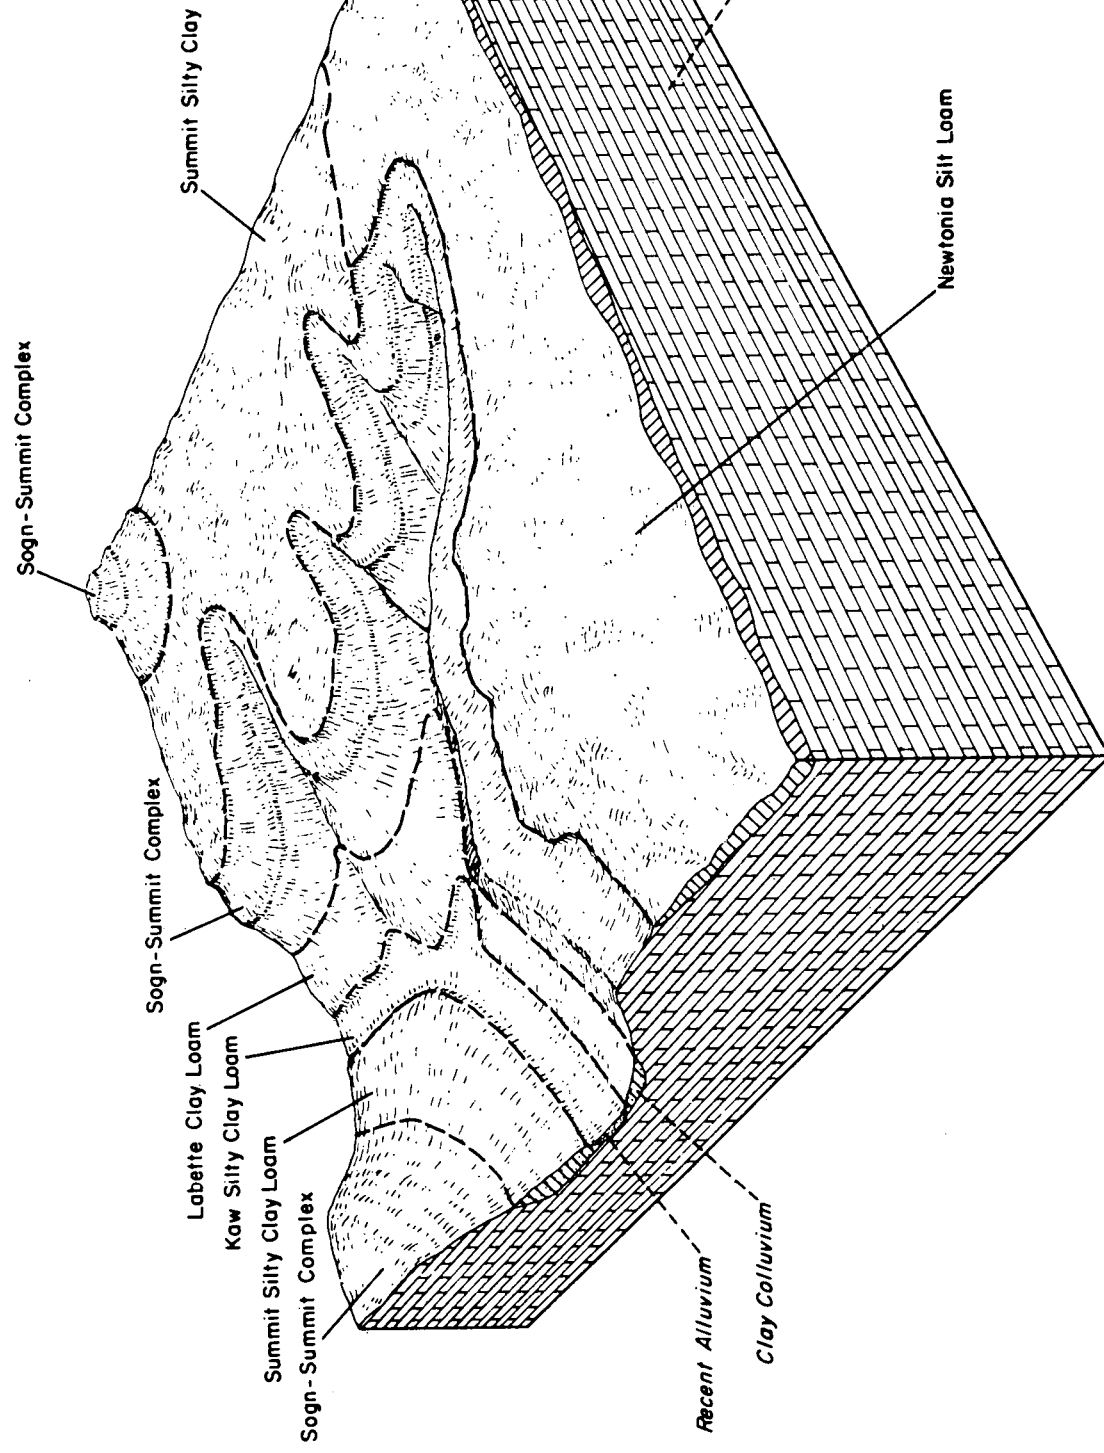 Sogn-Summit Complex
Summit Silty Clay Loam
Kaw Silty Clay Loam
Labette Clay Loam
Sogn-Summit Complex
Sogn-Summit Complex
Summit Silty Clay
Newtonia Silt Loam
Recent Alluvium
Clay Colluvium